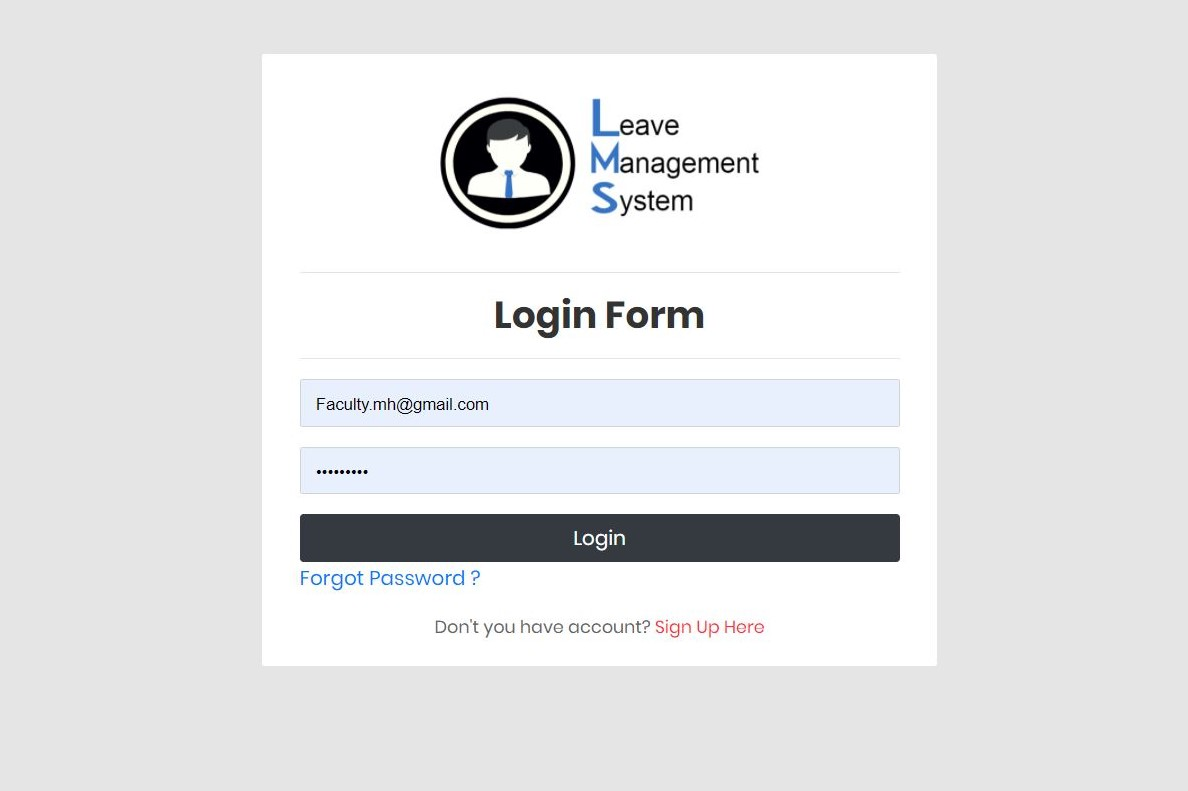 Leave
Management
System
Login Form
Faculty.mh@gmail.com
•••••••••
Login
Forgot Password ?
Don't you have account? Sign Up Here